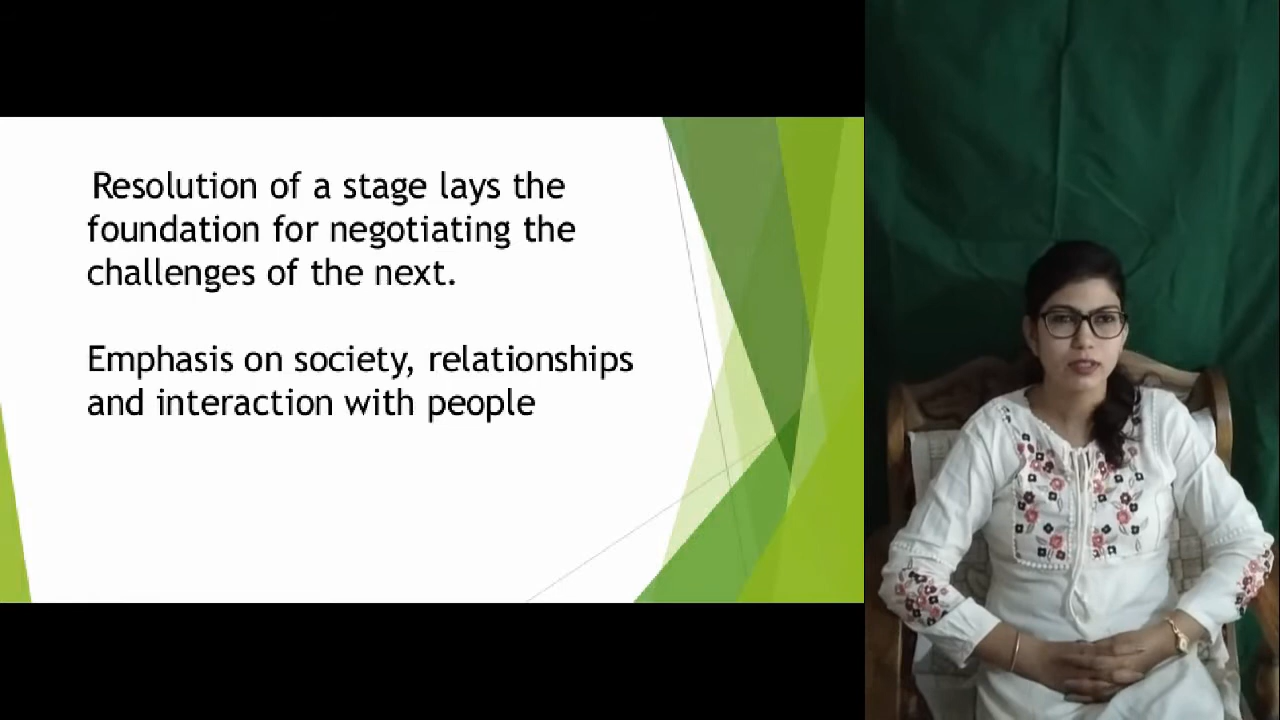 Resolution of a stage lays the
foundation for negotiating the
challenges of the next.
Emphasis on society, relationships
and interaction with people